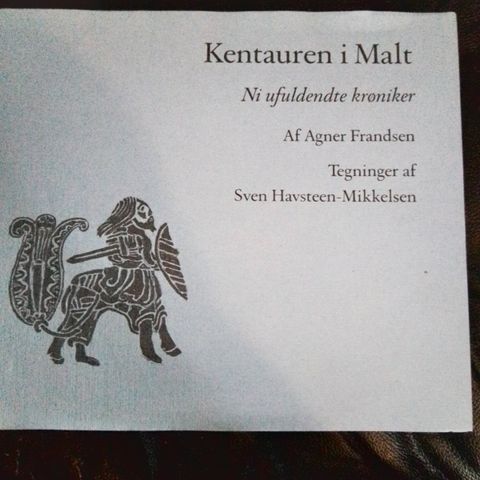 Kentauren i Malt
Ni ufuldendte krøniker
Af Agner Frandsen
Tegninger af
Sven Havsteen-Mikkelsen